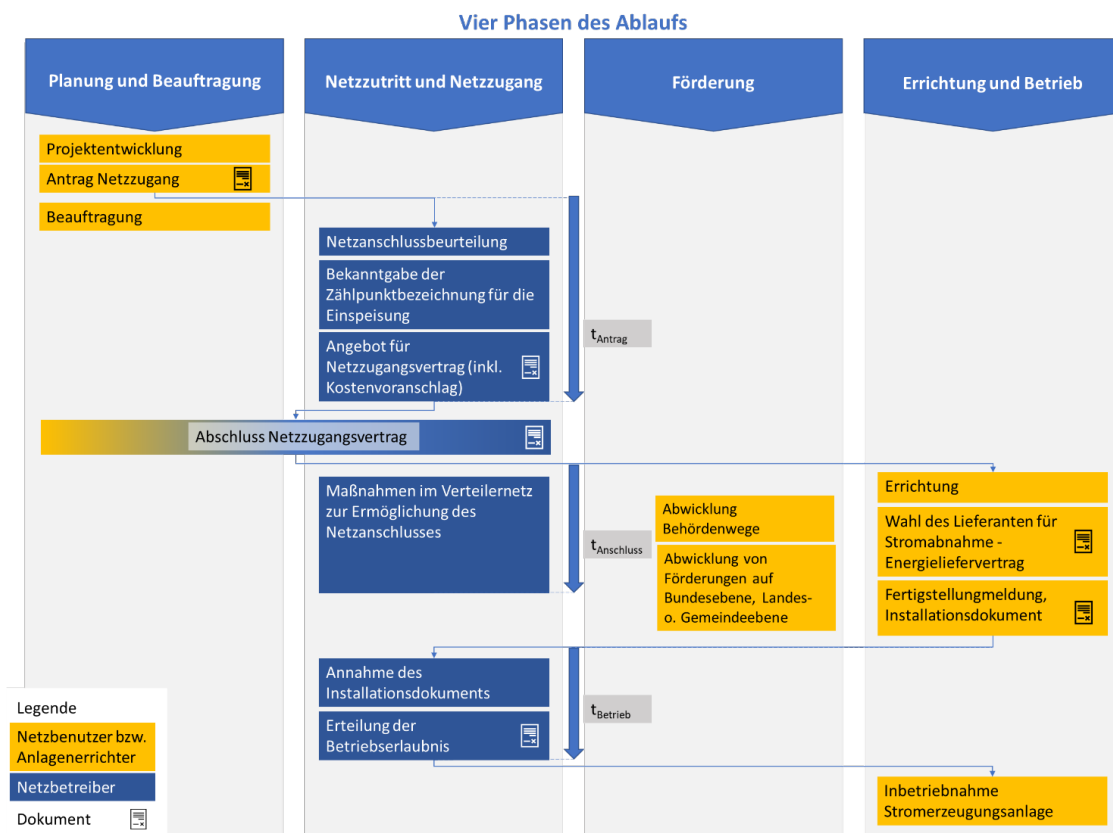 Vier Phasen des Ablaufs
Planung und Beauftragung
Netzzutritt und Netzzugang
Förderung
Errichtung und Betrieb
Projektentwicklung
Antrag Netzzugang
Beauftragung
Netzanschlussbeurteilung
Bekanntgabe der
Zählpunktbezeichnung für die
Einspeisung
Angebot für
Netzzugangsvertrag (inkl.
Kostenvoranschlag)
tAntrag
Abschluss Netzzugangsvertrag
Maßnahmen im Verteilernetz
zur Ermöglichung des
Netzanschlusses
tAnschluss
Abwicklung
Behördenwege
Abwicklung von
Förderungen auf
Bundesebene, Landes-
o. Gemeindeebene
Errichtung
Wahl des Lieferanten für
Stromabnahme -
Energieliefervertrag
Fertigstellungmeldung,
Installationsdokument
Annahme des
Installationsdokuments
Erteilung der
Betriebserlaubnis
tBetrieb
Inbetriebnahme
Stromerzeugungsanlage
Legende
Netzbenutzer bzw.
Anlagenerrichter
Netzbetreiber
Dokument